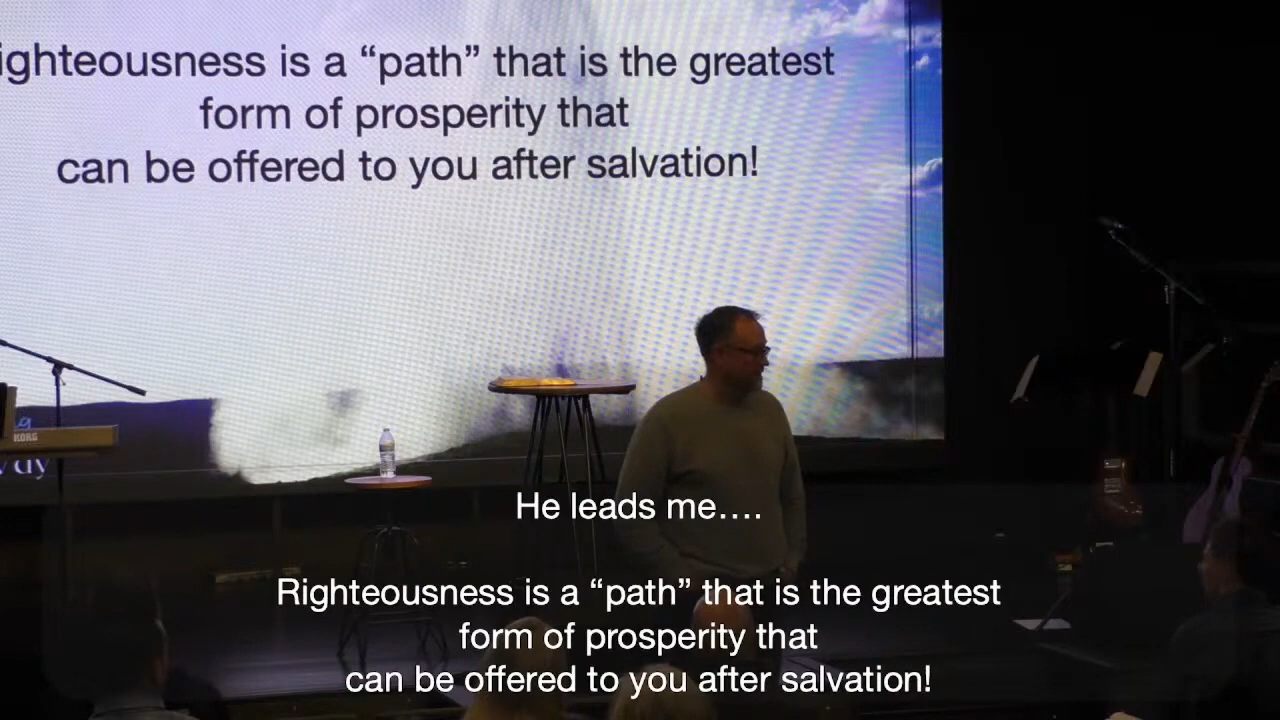 ighteousness is a “path” that is the greatest
form of prosperity that
can be offered to you after salvation!
KORG
He leads me....
Righteousness is a “path” that is the greatest
form of prosperity that
can be offered to you after salvation!